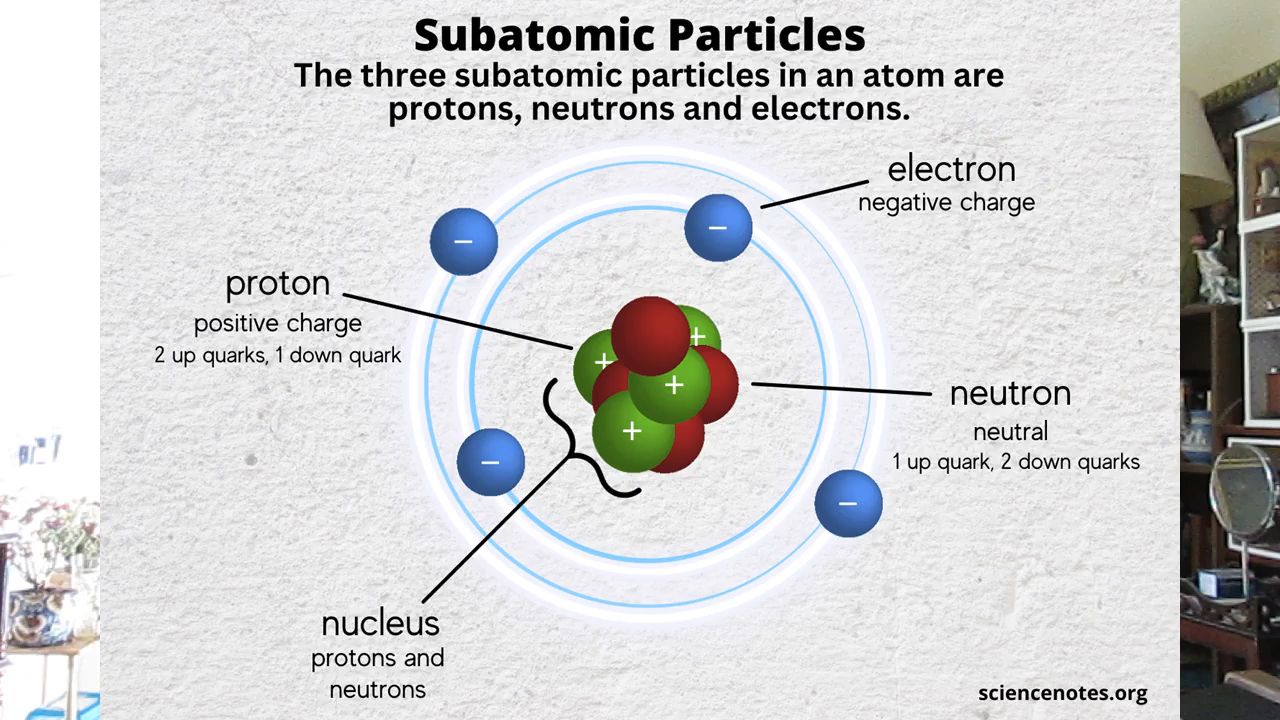 Subatomic Particles
The three subatomic particles in an atom are
protons, neutrons and electrons.
electron
negative charge
proton
positive charge
2 up quarks, 1 down quark
neutron
neutral
1 up quark, 2 down quarks
nucleus
protons and
neutrons
sciencenotes.org
−
−
−
−
+
+
+
+